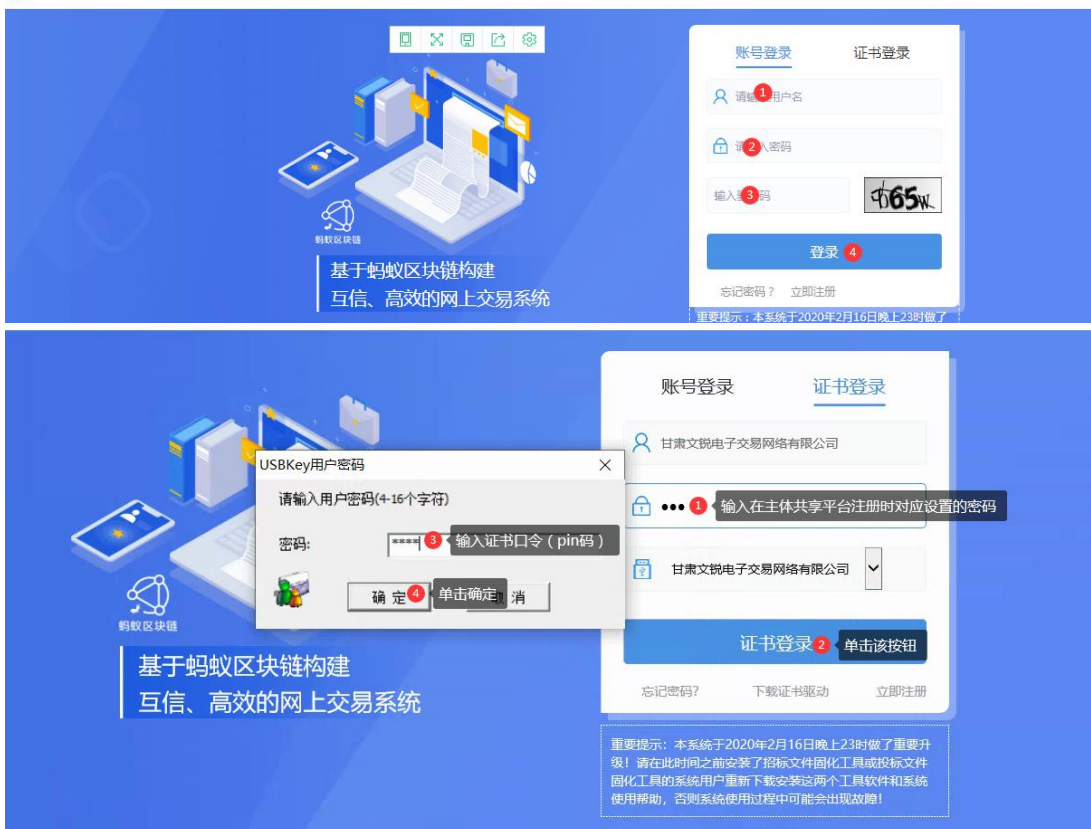 账号登录 证书登录
1
请输入用户名
2
请输入密码
3
输入验证码
登录 4
忘记密码? 立即注册
蚂蚁区块链
基于蚂蚁区块链构建
互信、高效的网上交易系统
重要提示:本系统于2020年2月16日晚上23时做了
账号登录 证书登录
甘肃文锐电子交易网络有限公司
••• 1 输入在主体共享平台注册时对应设置的密码
甘肃文锐电子交易网络有限公司
证书登录 2 单击该按钮
忘记密码? 下载证书驱动 立即注册
USBKey用户密码
请输入用户密码(4-16个字符)
密码: **** 3 输入证书口令(pin码)
确定 4 单击确定 取消
蚂蚁区块链
基于蚂蚁区块链构建
互信、高效的网上交易系统
重要提示: 本系统于2020年2月16日晚上23时做了重要升
级! 请在此时间之前安装了招标文件固化工具或投标文件
固化工具的系统用户重新下载安装这两个工具软件和系统
使用帮助, 否则系统使用过程中可能会出现故障!